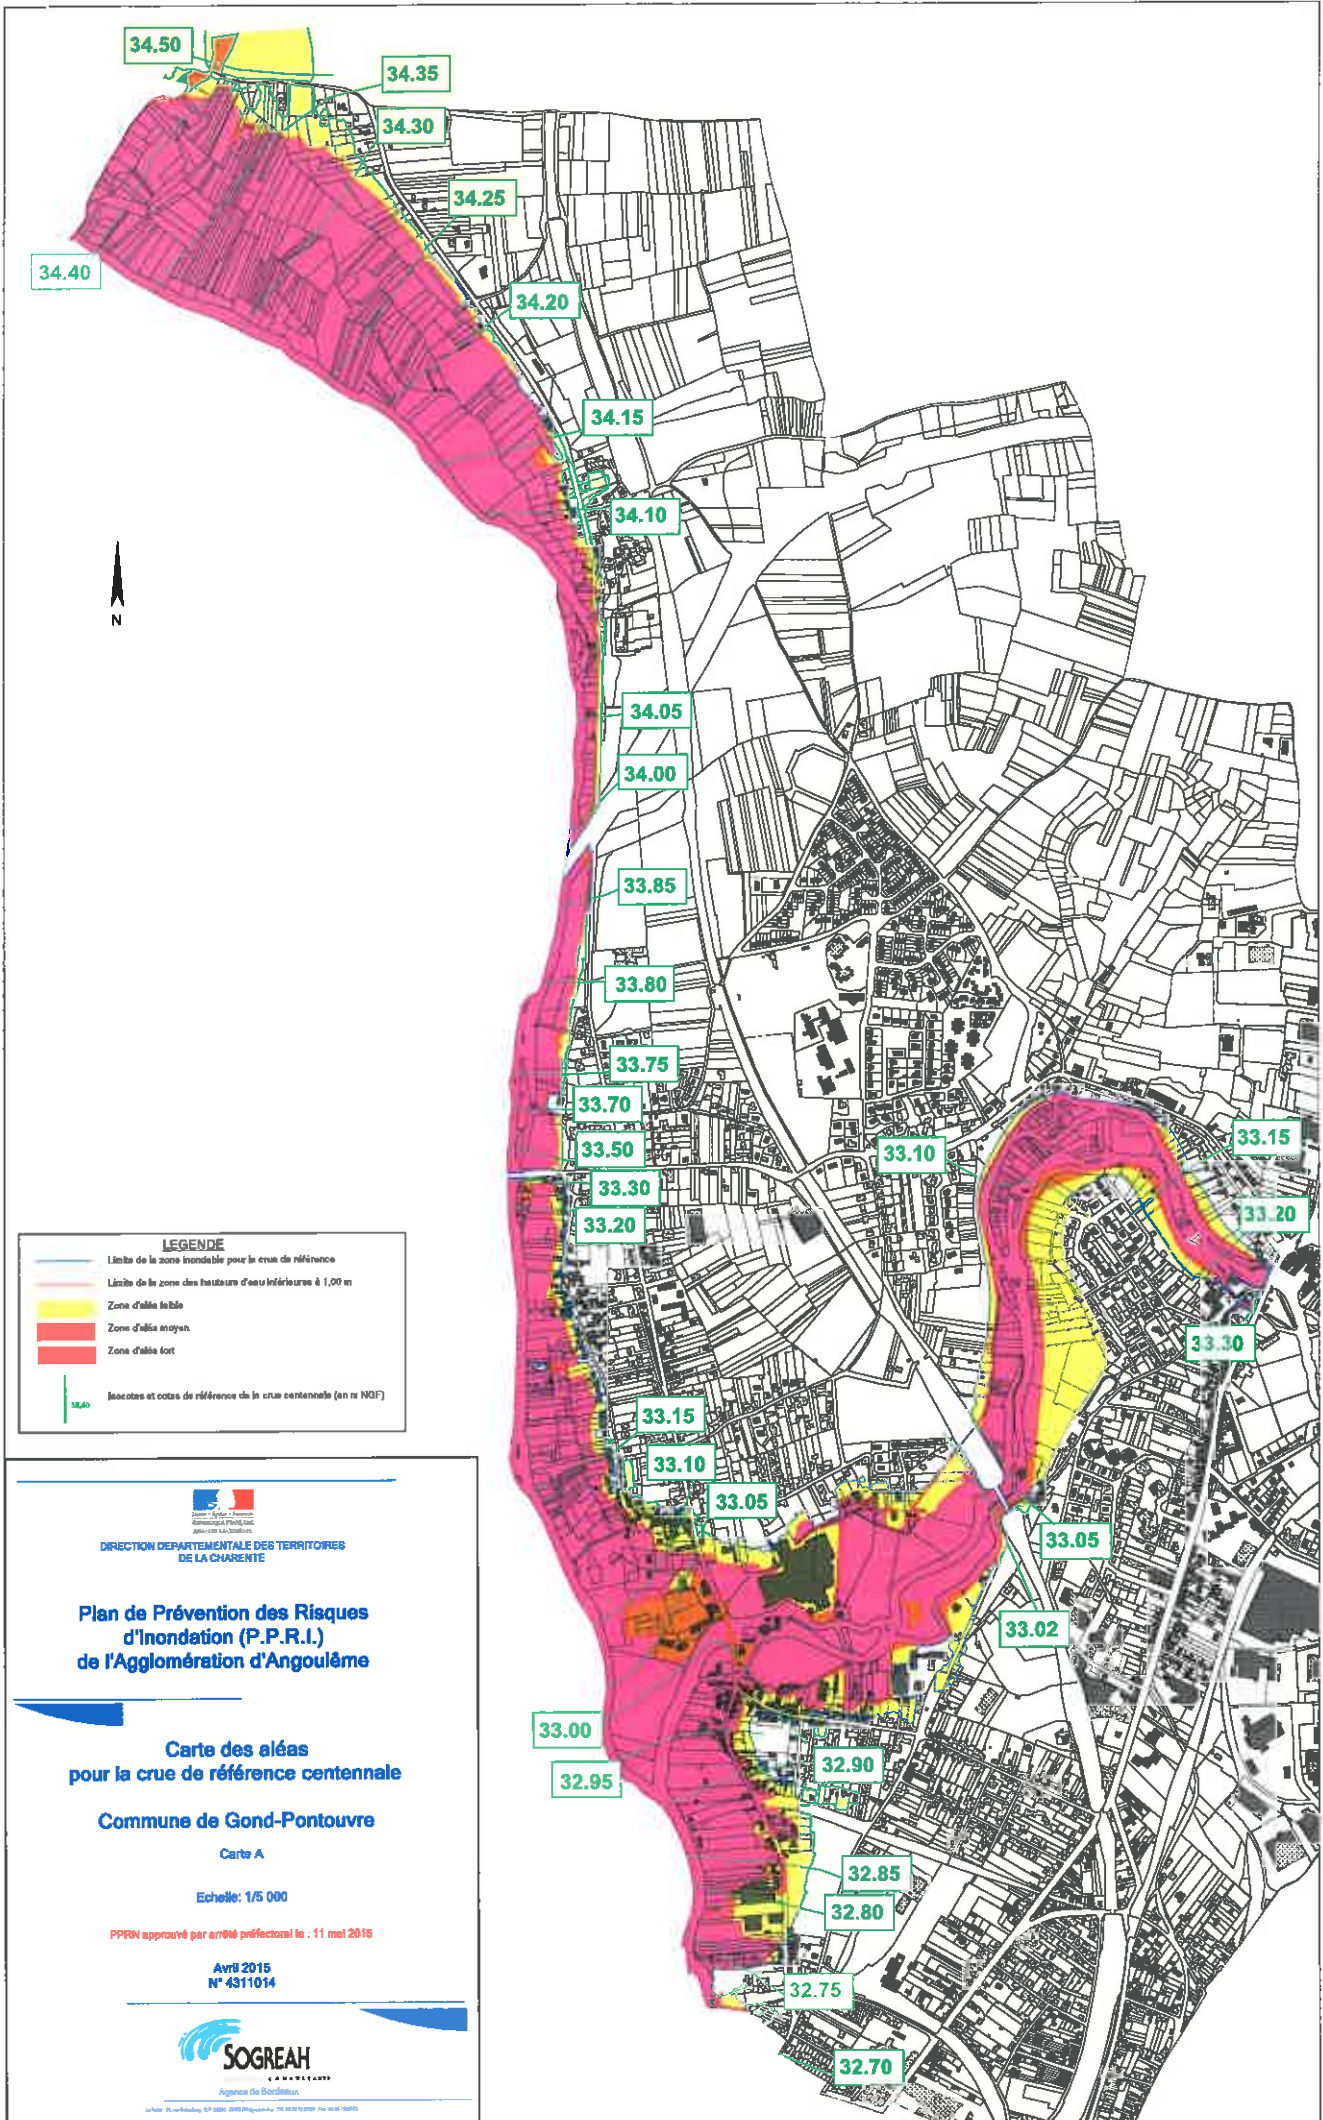 34.50
34.35
34.30
34.25
34.40
34.20
34.15
34.10
N
34.05
34.00
33.85
33.80
33.75
33.70
33.50
33.30
33.20
33.10
33.15
33.20
33.30
33.15
33.10
33.05
33.05
33.02
33.00
32.95
32.90
32.85
32.80
32.75
32.70
LEGENDE
Limite de la zone inondable pour la crue de référence
Limite de la zone des hauteurs d'eau inférieures à 1,00 m
Zone d'aléa faible
Zone d'aléa moyen
Zone d'aléa fort
Isocotes et cotes de référence de la crue centennale (en m NGF)
DIRECTION DEPARTEMENTALE DES TERRITOIRES
DE LA CHARENTE
Plan de Prévention des Risques
d'Inondation (P.P.R.I.)
de l'Agglomération d'Angoulême
Carte des aléas
pour la crue de référence centennale
Commune de Gond-Pontouvre
Carte A
Echelle: 1/5 000
PPRN approuvé par arrêté préfectoral le : 11 mai 2015
Avril 2015
N° 4311014
SOGREAH
CONSULTANTS
Agence de Bordeaux